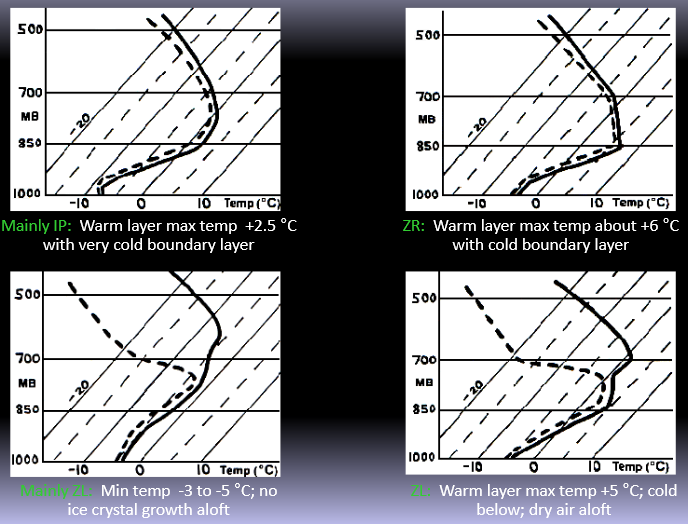 500
700
MB
850
1000
-20
-10 0 10 Temp (°C)
Mainly IP: Warm layer max temp +2.5 °C
with very cold boundary layer
500
700
MB
850
1000
-20
-10 0 10 Temp (°C)
ZR: Warm layer max temp about +6 °C
with cold boundary layer
500
700
MB
850
1000
-20
-10 0 10 Temp (°C)
Mainly ZL: Min temp -3 to -5 °C; no
ice crystal growth aloft
500
700
MB
850
1000
-20
-10 0 10 Temp (°C)
ZL: Warm layer max temp +5 °C; cold
below; dry air aloft